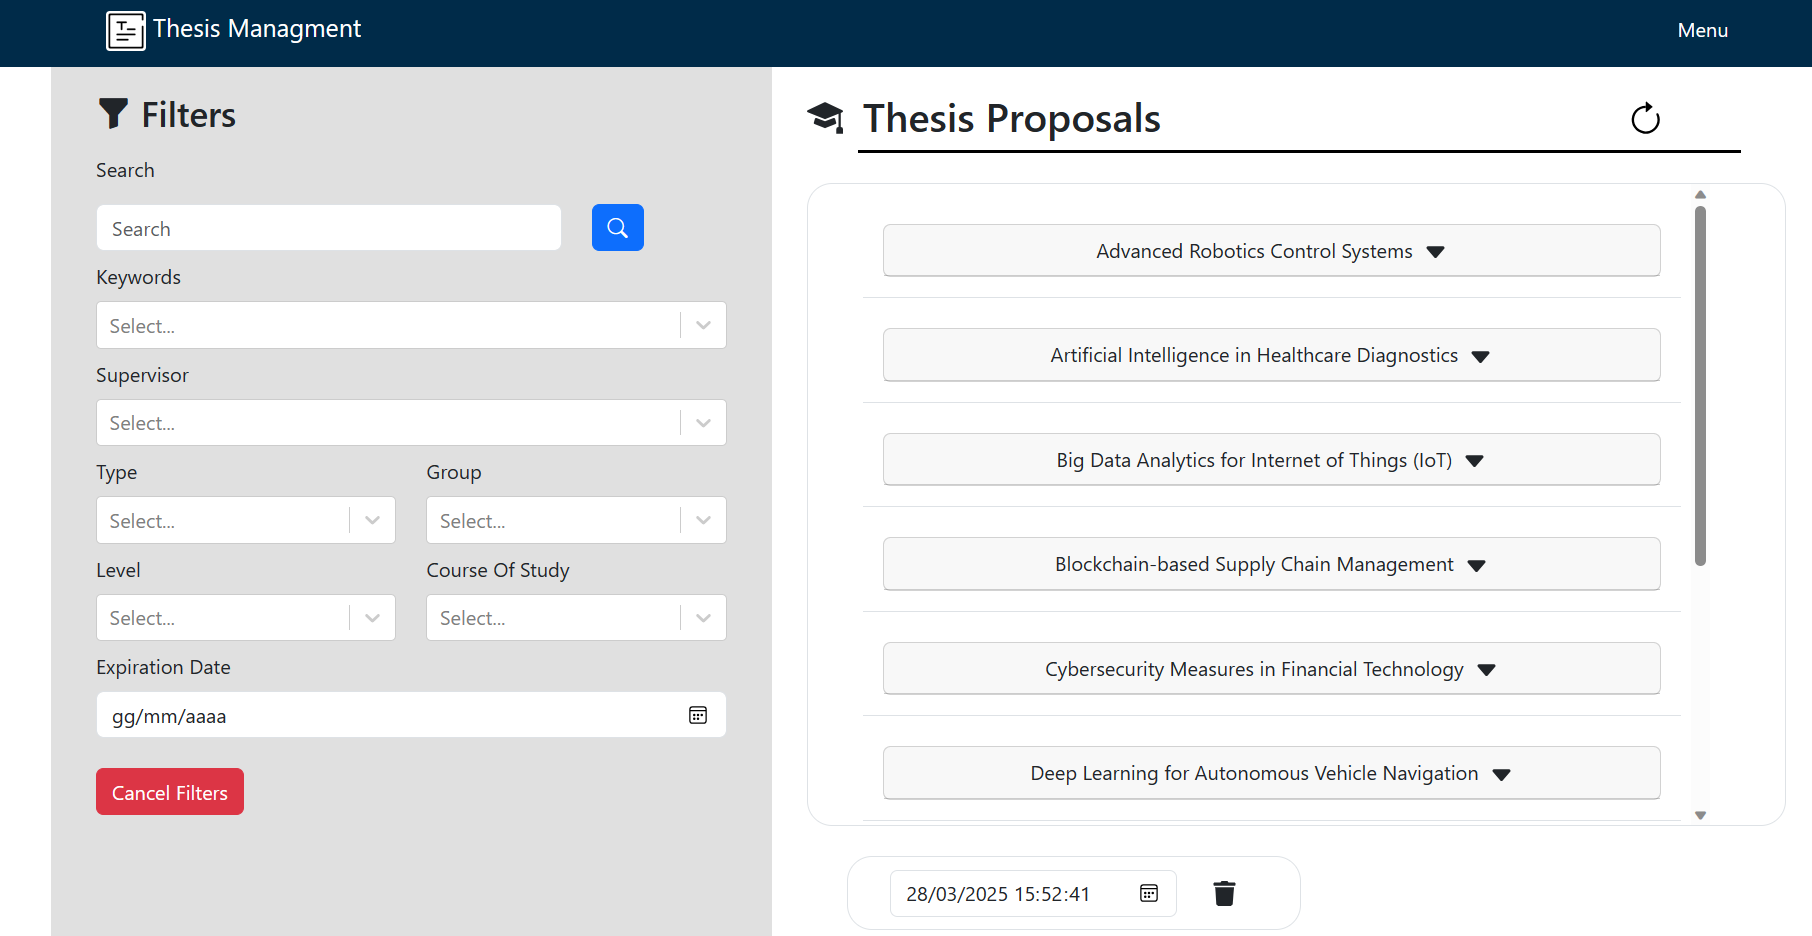 Thesis Managment
Menu
Filters
Search
Search
Keywords
Select...
Supervisor
Select...
Type
Group
Select...
Select...
Level
Course Of Study
Select...
Select...
Expiration Date
gg/mm/aaaa
Cancel Filters
Thesis Proposals
Advanced Robotics Control Systems
Artificial Intelligence in Healthcare Diagnostics
Big Data Analytics for Internet of Things (IoT)
Blockchain-based Supply Chain Management
Cybersecurity Measures in Financial Technology
Deep Learning for Autonomous Vehicle Navigation
28/03/2025 15:52:41